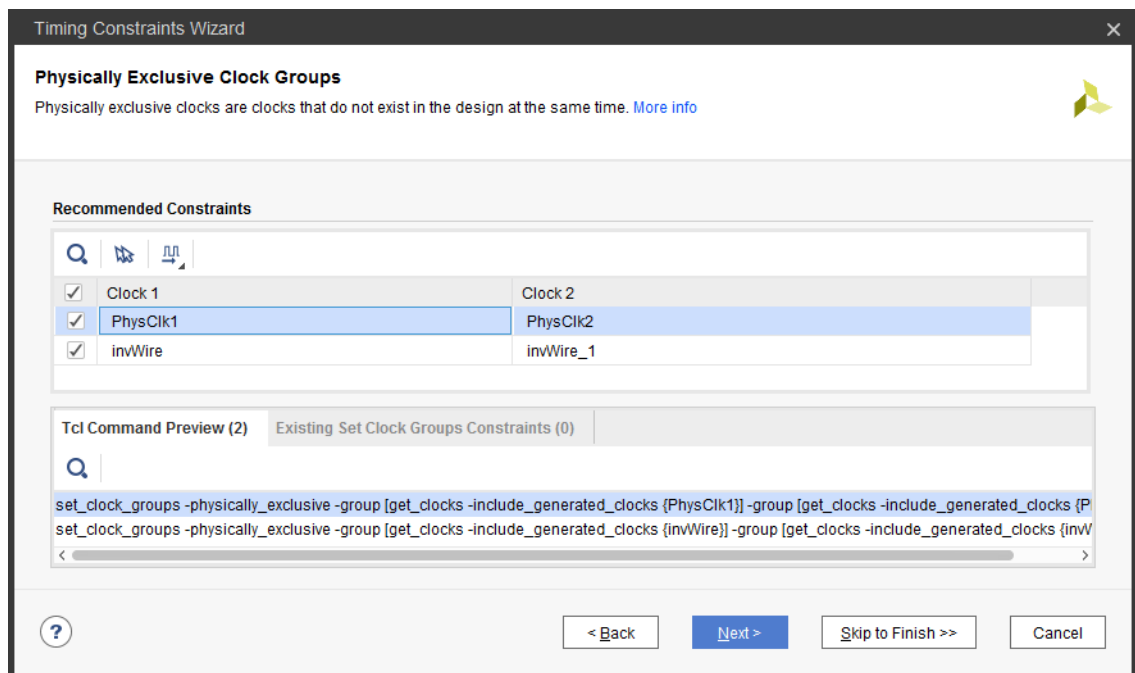 Timing Constraints Wizard
Physically Exclusive Clock Groups
Physically exclusive clocks are clocks that do not exist in the design at the same time. More info
Recommended Constraints
Clock 1 Clock 2
PhysClk1 PhysClk2
invWire invWire_1
Tcl Command Preview (2) Existing Set Clock Groups Constraints (0)
set_clock_groups -physically_exclusive -group [get_clocks -include_generated_clocks {PhysClk1}] -group [get_clocks -include_generated_clocks {P
set_clock_groups -physically_exclusive -group [get_clocks -include_generated_clocks {invWire}] -group [get_clocks -include_generated_clocks {invW
? < Back Next > Skip to Finish >> Cancel